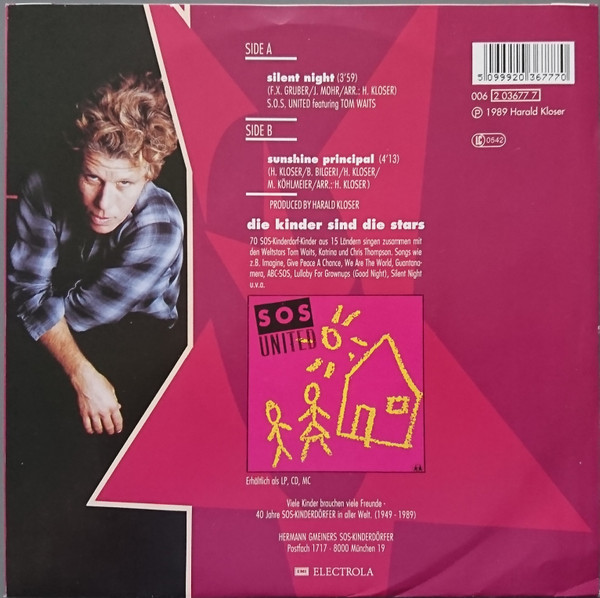 SIDE A
silent night (3'59)
(F.X. GRUBER/J. MOHR/ARR.: H. KLOSER)
S.O.S. UNITED featuring TOM WAITS
SIDE B
sunshine principal (4'13)
(H. KLOSER/B. BILGERI/H. KLOSER/
M. KÖHLMEIER/ARR.: H. KLOSER)
PRODUCED BY HARALD KLOSER
die kinder sind die stars
70 SOS-Kinderdorf-Kinder aus 15 Ländern singen zusammen mit
den Weltstars Tom Waits, Katrina und Chris Thompson. Songs wie
z.B. Imagine, Give Peace A Chance, We Are The World, Guantana-
mera, ABC-SOS, Lullaby For Grownups (Good Night), Silent Night
u.v.a.
SOS
UNITED
Erhältlich als LP, CD, MC
Viele Kinder brauchen viele Freunde -
40 Jahre SOS-KINDERDÖRFER in aller Welt. (1949 - 1989)
HERMANN GMEINERS SOS-KINDERDÖRFER
Postfach 1717 · 8000 München 19
EMI ELECTROLA
5 099920 367770
006 2 03677 7
Ⓟ 1989 Harald Kloser
LC 0542